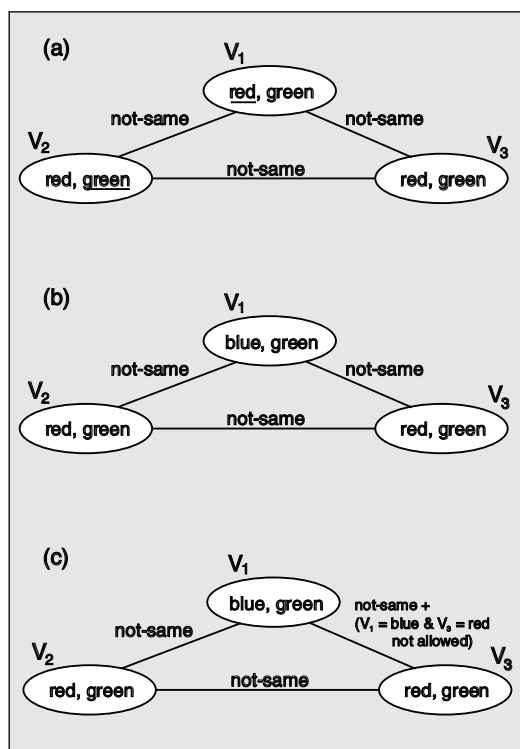 (a)
V₁
red, green
not-same not-same
V₂ V₃
red, green not-same red, green
(b)
V₁
blue, green
not-same not-same
V₂ V₃
red, green not-same red, green
(c)
V₁
blue, green
not-same +
(V₁ = blue & V₃ = red
not allowed)
not-same
V₂ V₃
red, green not-same red, green